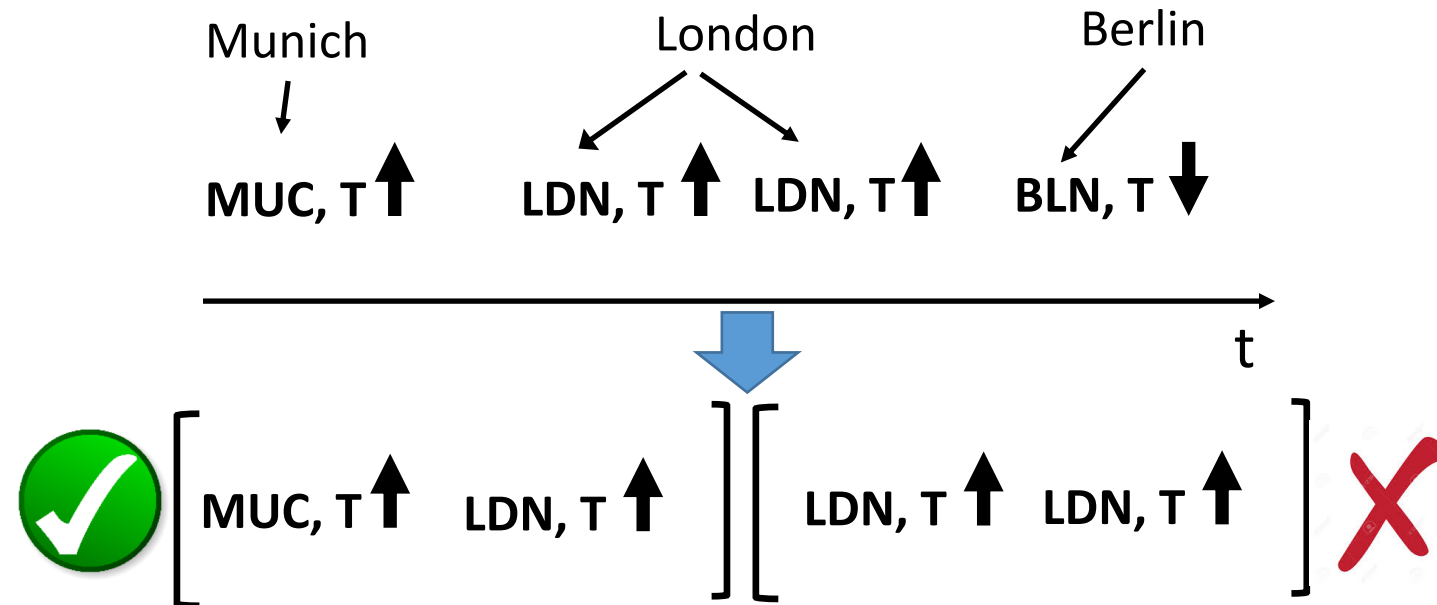 Munich London Berlin
MUC, T LDN, T LDN, T BLN, T
t
MUC, T LDN, T LDN, T LDN, T